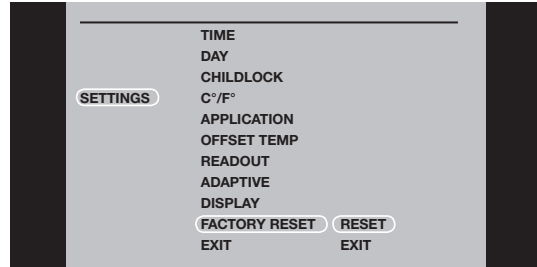 TIME
DAY
CHILDLOCK
SETTINGS C°/F°
APPLICATION
OFFSET TEMP
READOUT
ADAPTIVE
DISPLAY
FACTORY RESET RESET
EXIT EXIT